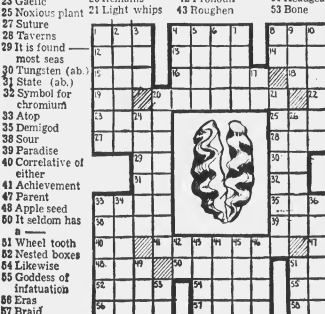 23 Gaelic
25 Noxious plant
27 Suture
28 Taverns
29 It is found —
most seas
30 Tungsten (ab.)
31 State (ab.)
32 Symbol for
chromium
33 Atop
35 Demigod
38 Sour
39 Paradise
40 Correlative of
either
41 Achievement
47 Parent
48 Apple seed
50 It seldom has
a —
51 Wheel tooth
52 Nested boxes
54 Likewise
55 Goddess of
infatuation
56 Eras
57 Braid
21 Light whips
43 Roughen
53 Bone
1 2 3 4 5 6 7 8 9 10
12
15 16 17 18
19 20 21 22
23 24 25 26
27 28
29 30
31 32
33 34 35 36
38 39
40 41 42 43 44 45 46 47
48 49 50 51
52 53 54 55
56 57 58